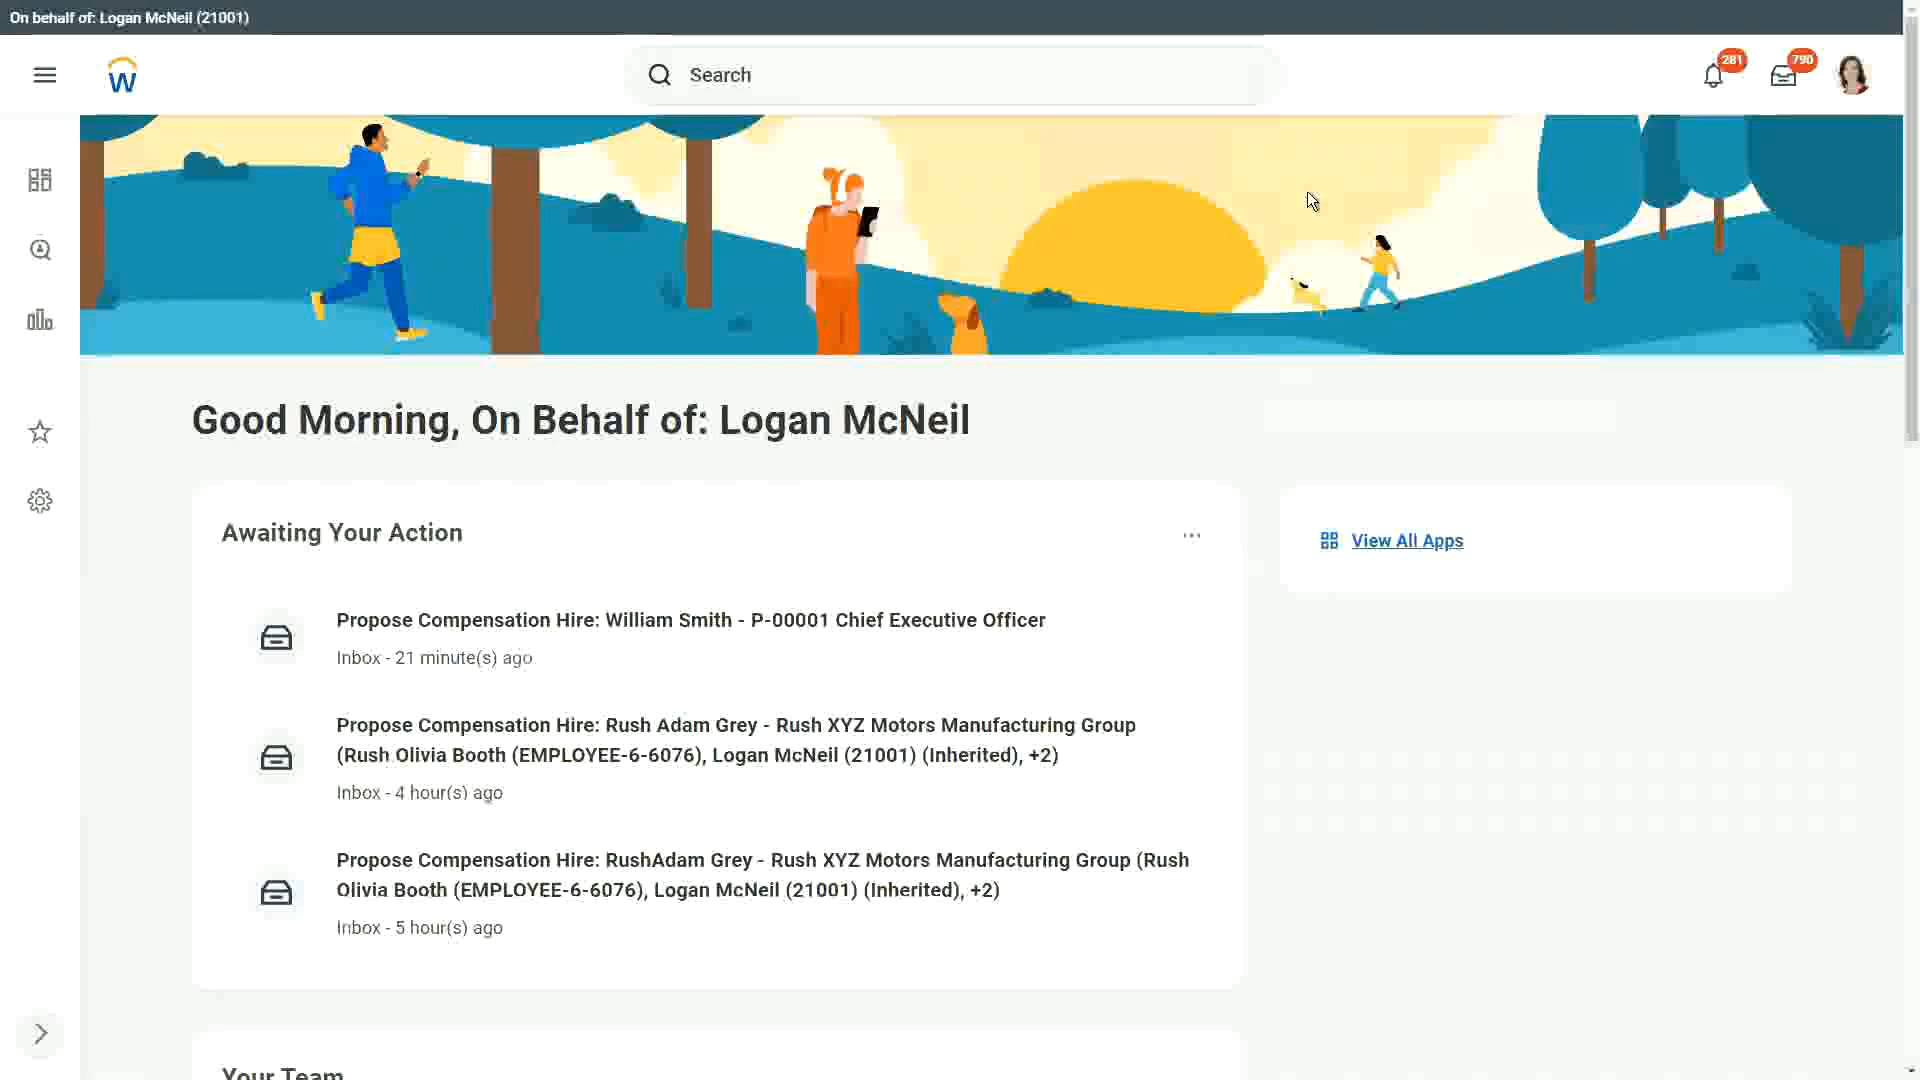 On behalf of: Logan McNeil (21001)
W
Search
281
790
Good Morning, On Behalf of: Logan McNeil
Awaiting Your Action
View All Apps
Propose Compensation Hire: William Smith - P-00001 Chief Executive Officer
Inbox - 21 minute(s) ago
Propose Compensation Hire: Rush Adam Grey - Rush XYZ Motors Manufacturing Group
(Rush Olivia Booth (EMPLOYEE-6-6076), Logan McNeil (21001) (Inherited), +2)
Inbox - 4 hour(s) ago
Propose Compensation Hire: RushAdam Grey - Rush XYZ Motors Manufacturing Group (Rush
Olivia Booth (EMPLOYEE-6-6076), Logan McNeil (21001) (Inherited), +2)
Inbox - 5 hour(s) ago
Your Team